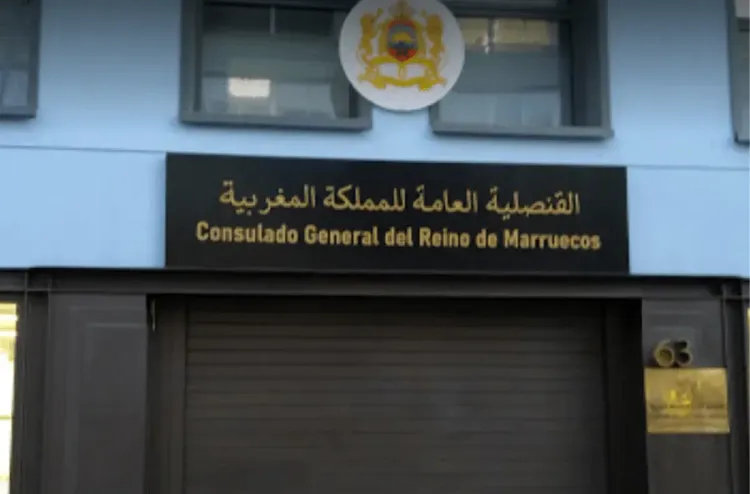 القنصلية العامة للمملكة المغربية
Consulado General del Reino de Marruecos
63